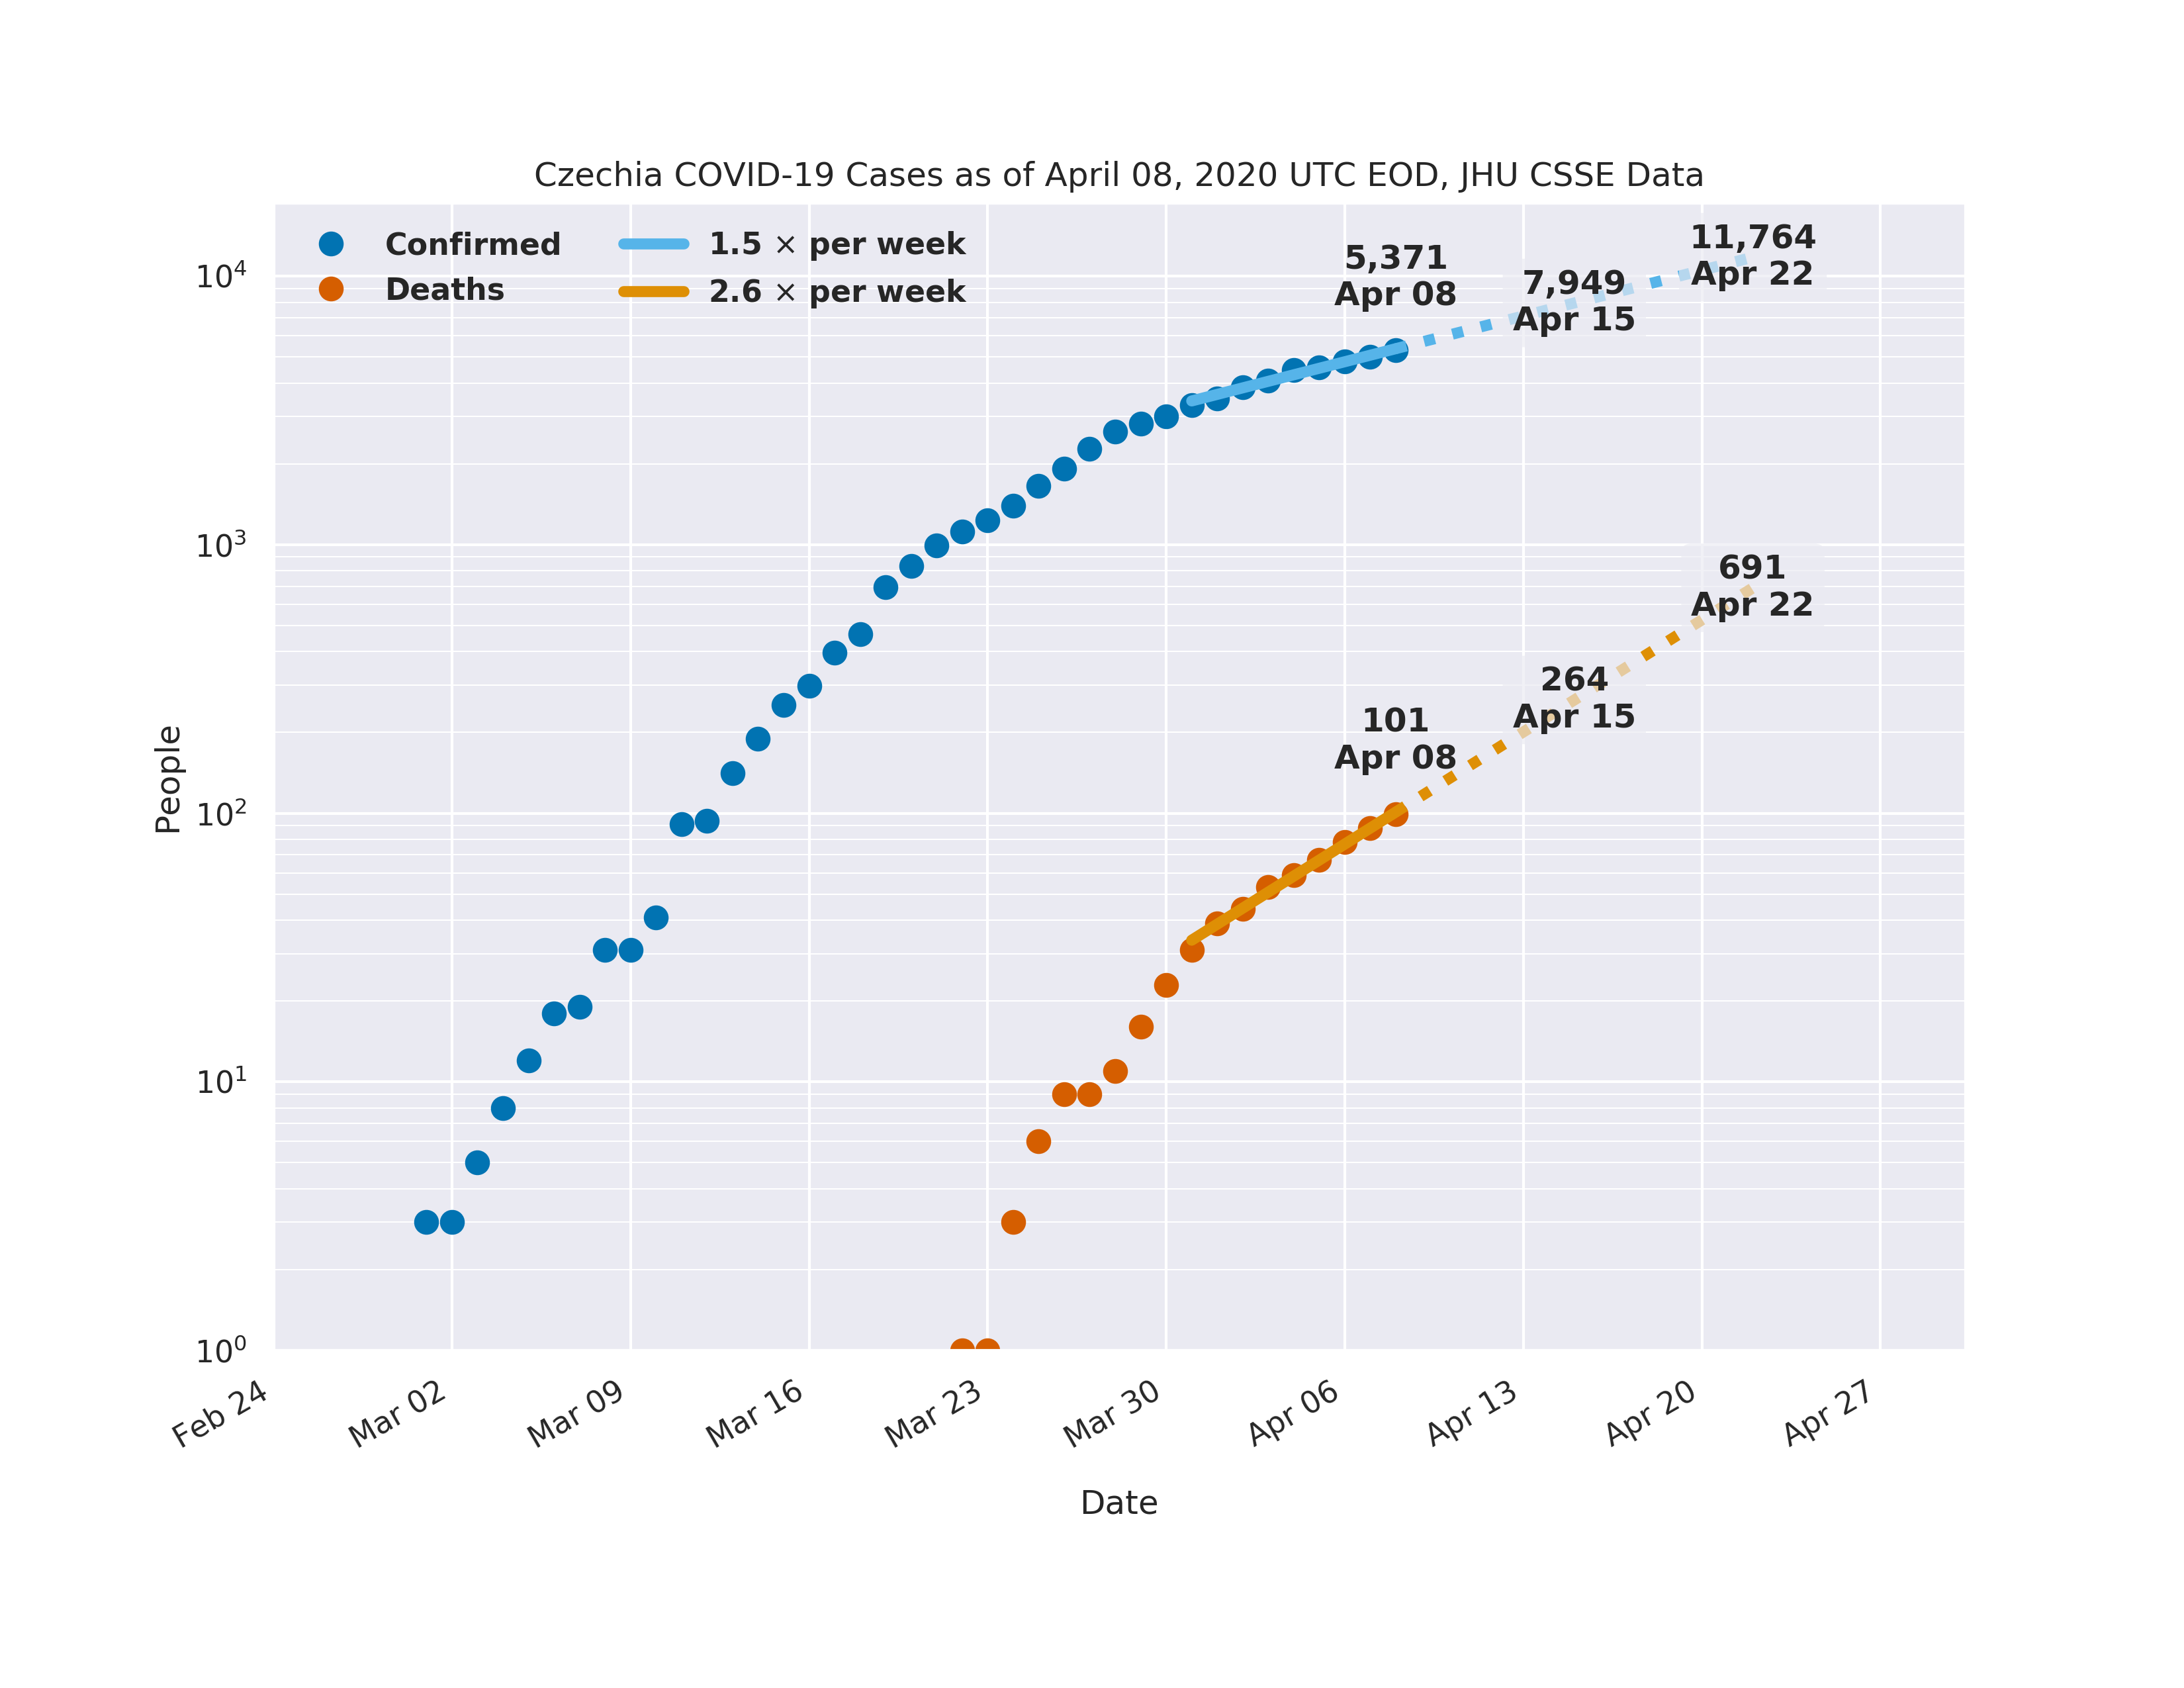 Czechia COVID-19 Cases as of April 08, 2020 UTC EOD, JHU CSSE Data
Confirmed
Deaths
1.5 × per week
2.6 × per week
5,371
Apr 08
7,949
Apr 15
11,764
Apr 22
101
Apr 08
264
Apr 15
691
Apr 22
People
10⁴
10³
10²
10¹
10⁰
Feb 24
Mar 02
Mar 09
Mar 16
Mar 23
Mar 30
Apr 06
Apr 13
Apr 20
Apr 27
Date